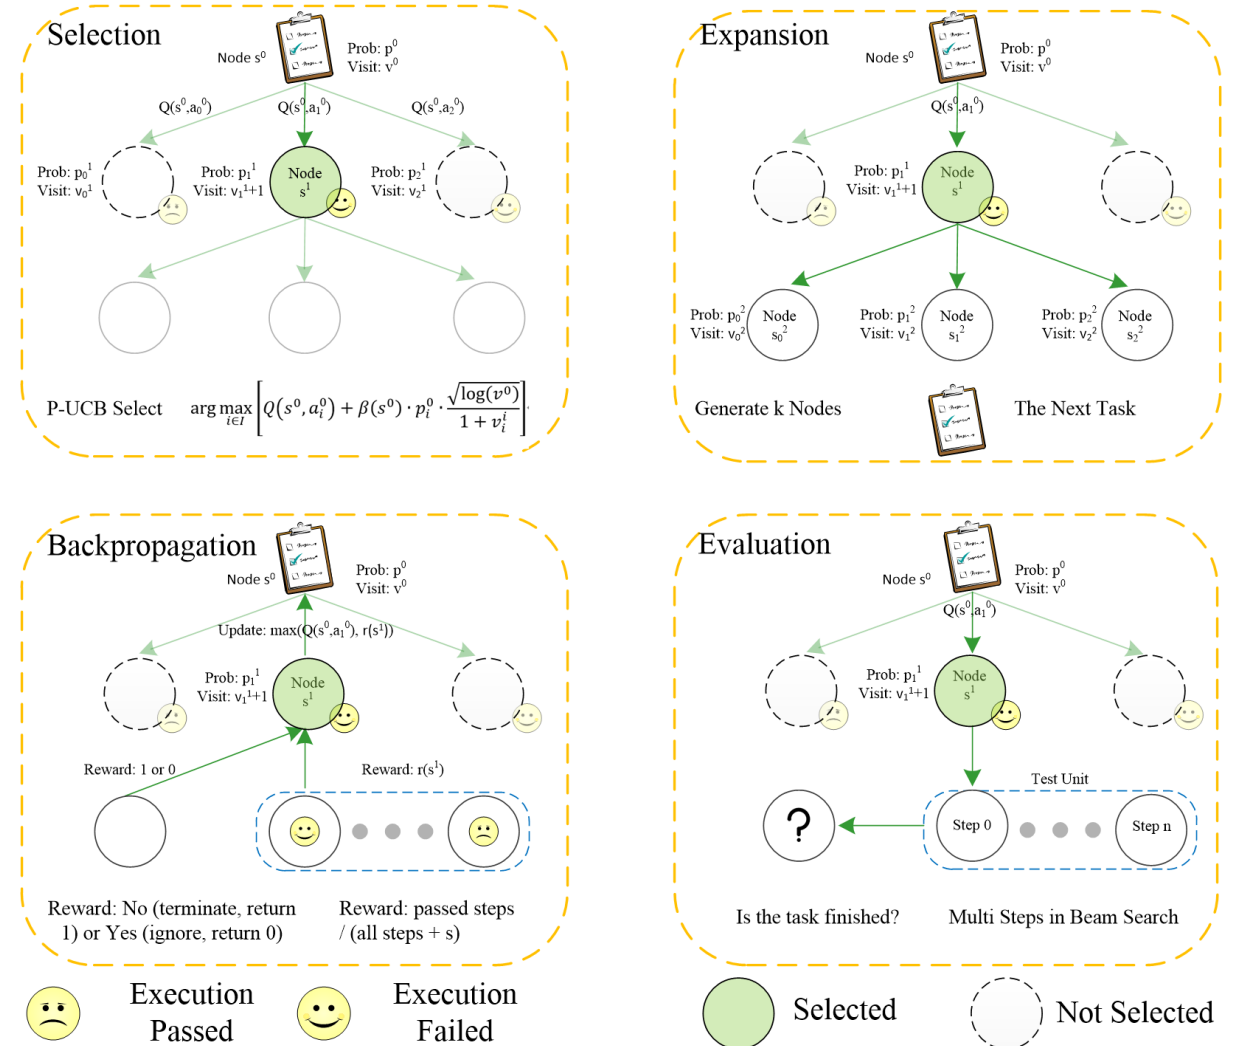 Selection
Node s⁰
Prob: p⁰
Visit: v⁰
Q(s⁰,a₀⁰)
Q(s⁰,a₁⁰)
Q(s⁰,a₂⁰)
Prob: p₀¹
Visit: v₀¹
Prob: p₁¹
Visit: v₁¹+1
Node
s¹
Prob: p₂¹
Visit: v₂¹
P-UCB Select
arg max_{i∈I} [Q(s⁰, aᵢ⁰) + β(s⁰) · pᵢ⁰ · √log(v⁰) / (1 + vᵢⁱ)]
Expansion
Node s⁰
Prob: p⁰
Visit: v⁰
Q(s⁰,a₁⁰)
Prob: p₁¹
Visit: v₁¹+1
Node
s¹
Prob: p₀²
Visit: v₀²
Node
s₀²
Prob: p₁²
Visit: v₁²
Node
s₁²
Prob: p₂²
Visit: v₂²
Node
s₂²
Generate k Nodes
The Next Task
Backpropagation
Node s⁰
Prob: p⁰
Visit: v⁰
Update: max(Q(s⁰,a₁⁰), r(s¹))
Prob: p₁¹
Visit: v₁¹+1
Node
s¹
Reward: 1 or 0
Reward: r(s¹)
Reward: No (terminate, return
1) or Yes (ignore, return 0)
Reward: passed steps
/ (all steps + s)
Evaluation
Node s⁰
Prob: p⁰
Visit: v⁰
Q(s⁰,a₁⁰)
Prob: p₁¹
Visit: v₁¹+1
Node
s¹
Test Unit
?
Step 0
Step n
Is the task finished?
Multi Steps in Beam Search
Execution
Passed
Execution
Failed
Selected
Not Selected